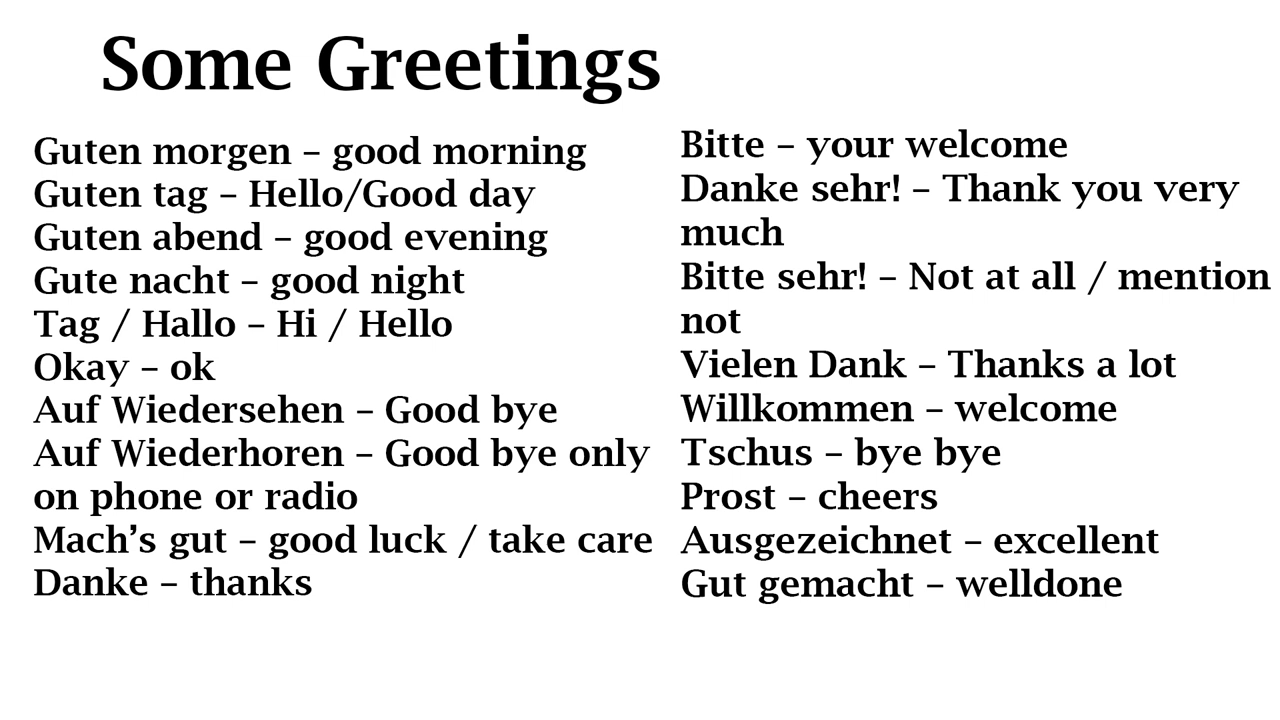 Some Greetings
Guten morgen – good morning
Guten tag – Hello/Good day
Guten abend – good evening
Gute nacht – good night
Tag / Hallo – Hi / Hello
Okay – ok
Auf Wiedersehen – Good bye
Auf Wiederhoren – Good bye only
on phone or radio
Mach’s gut – good luck / take care
Danke – thanks
Bitte – your welcome
Danke sehr! – Thank you very
much
Bitte sehr! – Not at all / mention
not
Vielen Dank – Thanks a lot
Willkommen – welcome
Tschus – bye bye
Prost – cheers
Ausgezeichnet – excellent
Gut gemacht – welldone